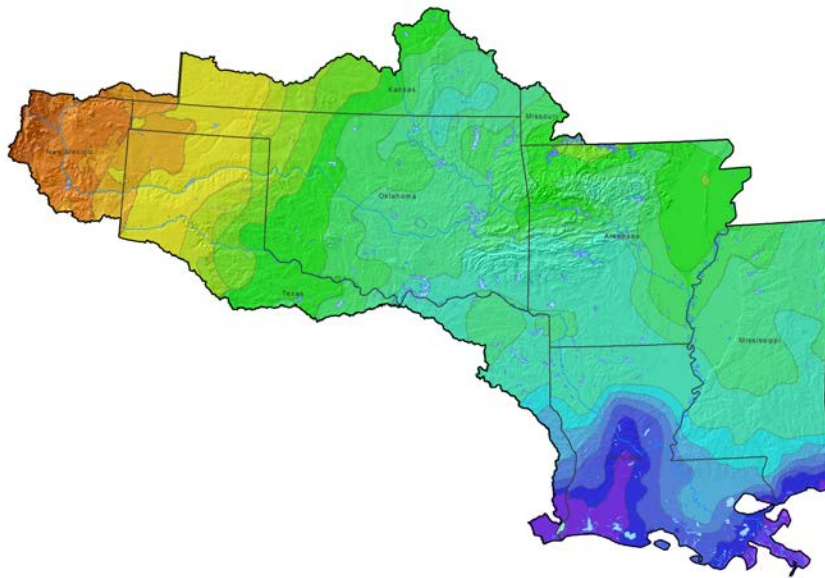 Kansas
Missouri
New Mexico
Oklahoma
Arkansas
Texas
Mississippi